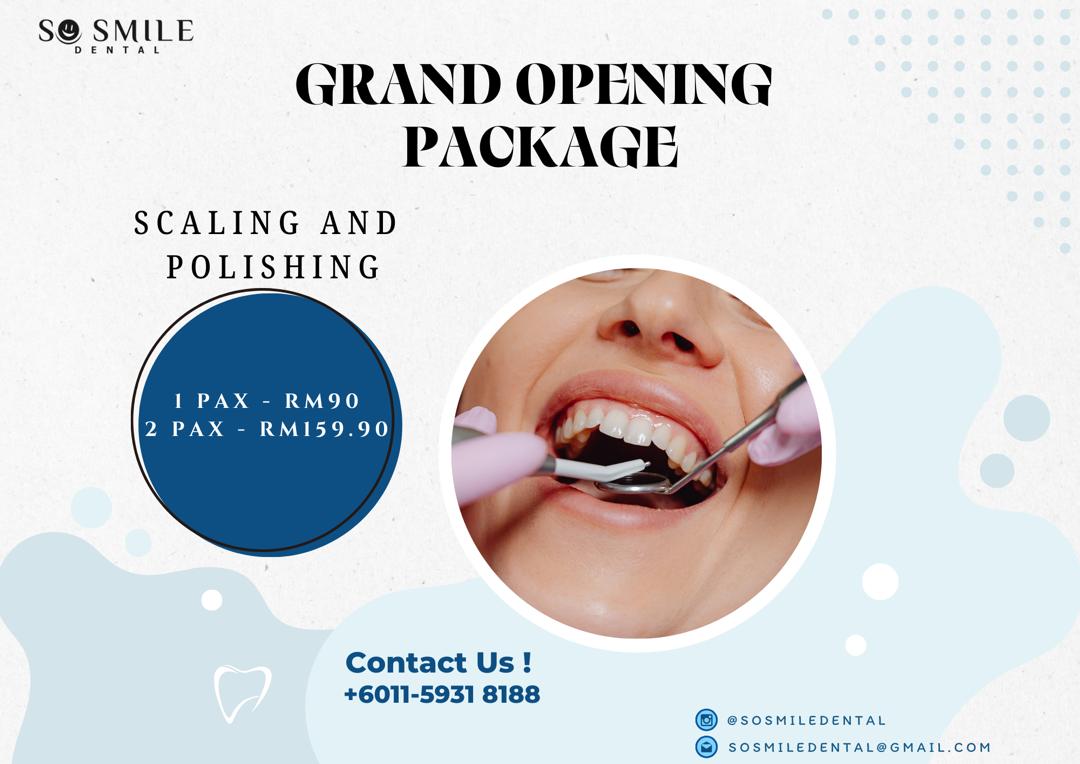 SO SMILE
DENTAL
GRAND OPENING
PACKAGE
SCALING AND
POLISHING
1 PAX - RM90
2 PAX - RM159.90
Contact Us !
+6011-5931 8188
@SOSMILEDENTAL
SOSMILEDENTAL@GMAIL.COM